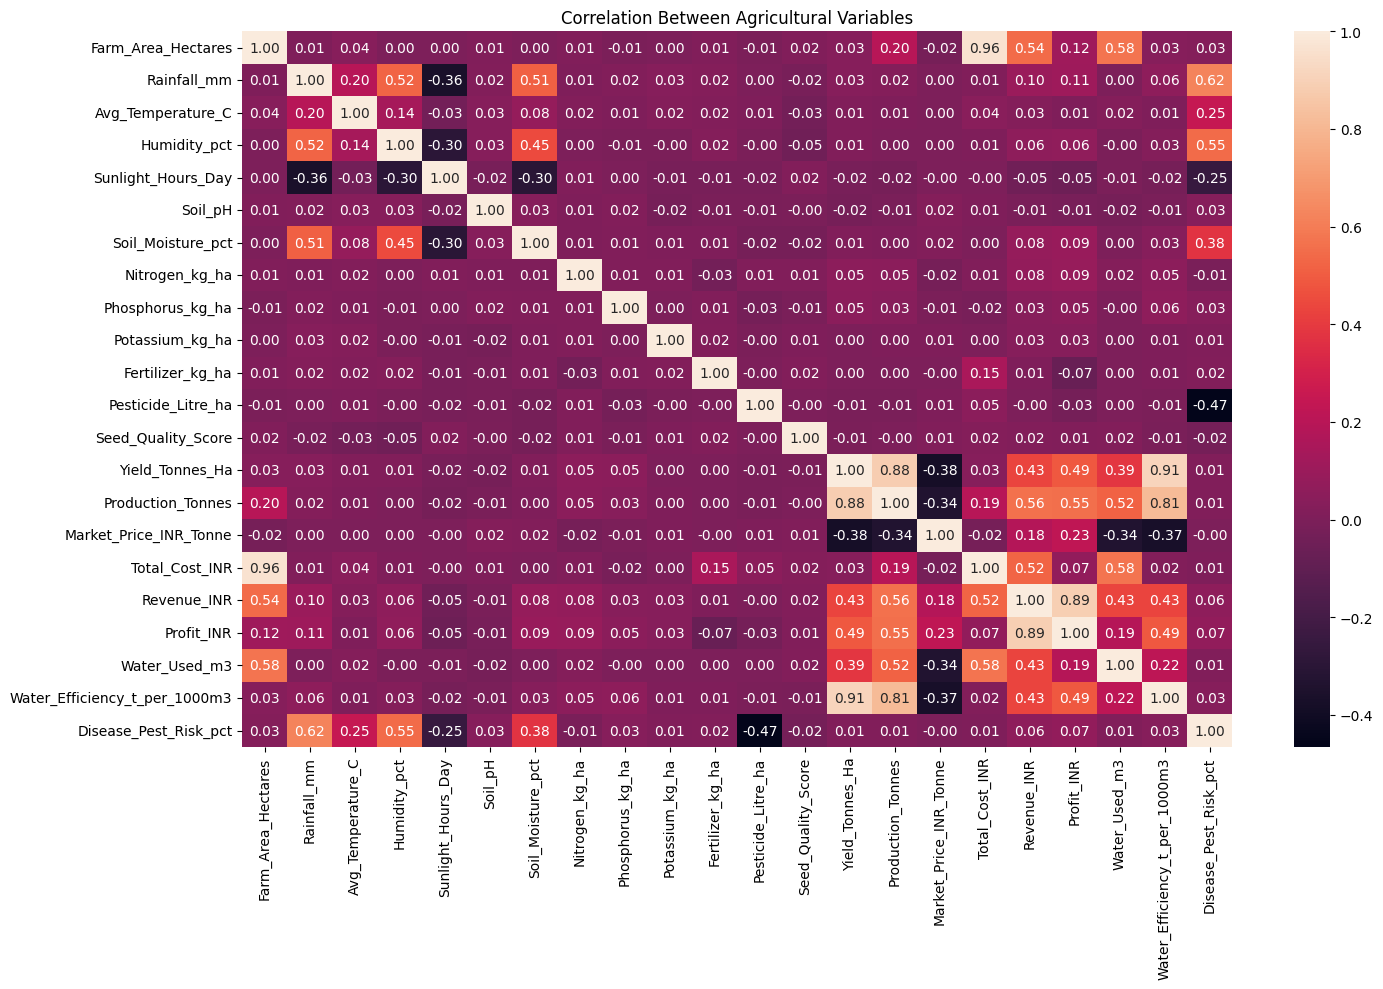 Correlation Between Agricultural Variables
Farm_Area_Hectares 1.00 0.01 0.04 0.00 0.00 0.01 0.00 0.01 -0.01 0.00 0.01 -0.01 0.02 0.03 0.20 -0.02 0.96 0.54 0.12 0.58 0.03 0.03
Rainfall_mm 0.01 1.00 0.20 0.52 -0.36 0.02 0.51 0.01 0.02 0.03 0.02 0.00 -0.02 0.03 0.02 0.00 0.01 0.10 0.11 0.00 0.06 0.62
Avg_Temperature_C 0.04 0.20 1.00 0.14 -0.03 0.03 0.08 0.02 0.01 0.02 0.02 0.01 -0.03 0.01 0.01 0.00 0.04 0.03 0.01 0.02 0.01 0.25
Humidity_pct 0.00 0.52 0.14 1.00 -0.30 0.03 0.45 0.00 -0.01 -0.00 0.02 -0.00 -0.05 0.01 0.00 0.00 0.01 0.06 0.06 -0.00 0.03 0.55
Sunlight_Hours_Day 0.00 -0.36 -0.03 -0.30 1.00 -0.02 -0.30 0.01 0.00 -0.01 -0.01 -0.02 0.02 -0.02 -0.02 -0.00 -0.00 -0.05 -0.05 -0.01 -0.02 -0.25
Soil_pH 0.01 0.02 0.03 0.03 -0.02 1.00 0.03 0.01 0.02 -0.02 -0.01 -0.01 -0.00 -0.02 -0.01 0.02 0.01 -0.01 -0.01 -0.02 -0.01 0.03
Soil_Moisture_pct 0.00 0.51 0.08 0.45 -0.30 0.03 1.00 0.01 0.01 0.01 0.01 -0.02 -0.02 0.01 0.00 0.02 0.00 0.08 0.09 0.00 0.03 0.38
Nitrogen_kg_ha 0.01 0.01 0.02 0.00 0.01 0.01 0.01 1.00 0.01 0.01 -0.03 0.01 0.01 0.05 0.05 -0.02 0.01 0.08 0.09 0.02 0.05 -0.01
Phosphorus_kg_ha -0.01 0.02 0.01 -0.01 0.00 0.02 0.01 0.01 1.00 0.00 0.01 -0.03 -0.01 0.05 0.03 -0.01 -0.02 0.03 0.05 -0.00 0.06 0.03
Potassium_kg_ha 0.00 0.03 0.02 -0.00 -0.01 -0.02 0.01 0.01 0.00 1.00 0.02 -0.00 0.01 0.00 0.00 0.01 0.00 0.03 0.03 0.00 0.01 0.01
Fertilizer_kg_ha 0.01 0.02 0.02 0.02 -0.01 -0.01 0.01 -0.03 0.01 0.02 1.00 -0.00 0.02 0.00 0.00 -0.00 0.15 0.01 -0.07 0.00 0.01 0.02
Pesticide_Litre_ha -0.01 0.00 0.01 -0.00 -0.02 -0.01 -0.02 0.01 -0.03 -0.00 -0.00 1.00 -0.00 -0.01 -0.01 0.01 0.05 -0.00 -0.03 0.00 -0.01 -0.47
Seed_Quality_Score 0.02 -0.02 -0.03 -0.05 0.02 -0.00 -0.02 0.01 -0.01 0.01 0.02 -0.00 1.00 -0.01 -0.00 0.01 0.02 0.02 0.01 0.02 -0.01 -0.02
Yield_Tonnes_Ha 0.03 0.03 0.01 0.01 -0.02 -0.02 0.01 0.05 0.05 0.00 0.00 -0.01 -0.01 1.00 0.88 -0.38 0.03 0.43 0.49 0.39 0.91 0.01
Production_Tonnes 0.20 0.02 0.01 0.00 -0.02 -0.01 0.00 0.05 0.03 0.00 0.00 -0.01 -0.00 0.88 1.00 -0.34 0.19 0.56 0.55 0.52 0.81 0.01
Market_Price_INR_Tonne -0.02 0.00 0.00 0.00 -0.00 0.02 0.02 -0.02 -0.01 0.01 -0.00 0.01 0.01 -0.38 -0.34 1.00 -0.02 0.18 0.23 -0.34 -0.37 -0.00
Total_Cost_INR 0.96 0.01 0.04 0.01 -0.00 0.01 0.00 0.01 -0.02 0.00 0.15 0.05 0.02 0.03 0.19 -0.02 1.00 0.52 0.07 0.58 0.02 0.01
Revenue_INR 0.54 0.10 0.03 0.06 -0.05 -0.01 0.08 0.08 0.03 0.03 0.01 -0.00 0.02 0.43 0.56 0.18 0.52 1.00 0.89 0.43 0.43 0.06
Profit_INR 0.12 0.11 0.01 0.06 -0.05 -0.01 0.09 0.09 0.05 0.03 -0.07 -0.03 0.01 0.49 0.55 0.23 0.07 0.89 1.00 0.19 0.49 0.07
Water_Used_m3 0.58 0.00 0.02 -0.00 -0.01 -0.02 0.00 0.02 -0.00 0.00 0.00 0.00 0.02 0.39 0.52 -0.34 0.58 0.43 0.19 1.00 0.22 0.01
Water_Efficiency_t_per_1000m3 0.03 0.06 0.01 0.03 -0.02 -0.01 0.03 0.05 0.06 0.01 0.01 -0.01 -0.01 0.91 0.81 -0.37 0.02 0.43 0.49 0.22 1.00 0.03
Disease_Pest_Risk_pct 0.03 0.62 0.25 0.55 -0.25 0.03 0.38 -0.01 0.03 0.01 0.02 -0.47 -0.02 0.01 0.01 -0.00 0.01 0.06 0.07 0.01 0.03 1.00
Farm_Area_Hectares
Rainfall_mm
Avg_Temperature_C
Humidity_pct
Sunlight_Hours_Day
Soil_pH
Soil_Moisture_pct
Nitrogen_kg_ha
Phosphorus_kg_ha
Potassium_kg_ha
Fertilizer_kg_ha
Pesticide_Litre_ha
Seed_Quality_Score
Yield_Tonnes_Ha
Production_Tonnes
Market_Price_INR_Tonne
Total_Cost_INR
Revenue_INR
Profit_INR
Water_Used_m3
Water_Efficiency_t_per_1000m3
Disease_Pest_Risk_pct
1.0
0.8
0.6
0.4
0.2
0.0
−0.2
−0.4